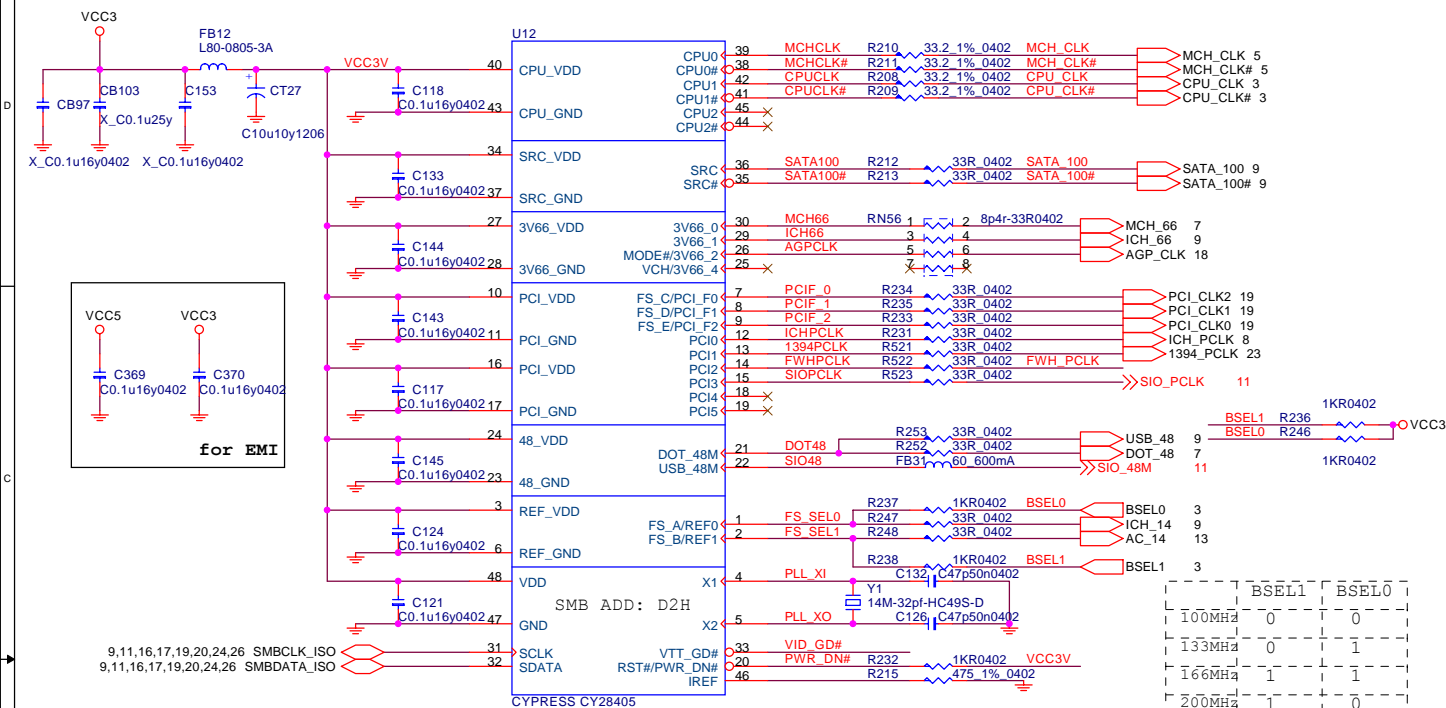 VCC3
FB12
L80-0805-3A
VCC3V
CB97
CB103
C153
CT27
X_C0.1u25y
C10u10y1206
X_C0.1u16y0402
X_C0.1u16y0402
D
C118
C0.1u16y0402
C133
C0.1u16y0402
C144
C0.1u16y0402
C143
C0.1u16y0402
C117
C0.1u16y0402
C145
C0.1u16y0402
C124
C0.1u16y0402
C121
C0.1u16y0402
VCC5
VCC3
C369
C0.1u16y0402
C370
C0.1u16y0402
for EMI
C
U12
40 CPU_VDD
43 CPU_GND
34 SRC_VDD
37 SRC_GND
27 3V66_VDD
28 3V66_GND
10 PCI_VDD
11 PCI_GND
16 PCI_VDD
17 PCI_GND
24 48_VDD
23 48_GND
3 REF_VDD
6 REF_GND
48 VDD
SMB ADD: D2H
47 GND
9,11,16,17,19,20,24,26 SMBCLK_ISO 31 SCLK
9,11,16,17,19,20,24,26 SMBDATA_ISO 32 SDATA
CYPRESS CY28405
CPU0 39 MCHCLK R210 33.2_1%_0402 MCH_CLK MCH_CLK 5
CPU0# 38 MCHCLK# R211 33.2_1%_0402 MCH_CLK# MCH_CLK# 5
CPU1 42 CPUCLK R208 33.2_1%_0402 CPU_CLK CPU_CLK 3
CPU1# 41 CPUCLK# R209 33.2_1%_0402 CPU_CLK# CPU_CLK# 3
CPU2 45
CPU2# 44
SRC 36 SATA100 R212 33R_0402 SATA_100 SATA_100 9
SRC# 35 SATA100# R213 33R_0402 SATA_100# SATA_100# 9
3V66_0 30 MCH66 RN56 1 2 8p4r-33R0402 MCH_66 7
3V66_1 29 ICH66 3 4 ICH_66 9
MODE#/3V66_2 26 AGPCLK 5 6 AGP_CLK 18
VCH/3V66_4 25 7 8
FS_C/PCI_F0 7 PCIF_0 R234 33R_0402 PCI_CLK2 19
FS_D/PCI_F1 8 PCIF_1 R235 33R_0402 PCI_CLK1 19
FS_E/PCI_F2 9 PCIF_2 R233 33R_0402 PCI_CLK0 19
PCI0 12 ICHPCLK R231 33R_0402 ICH_PCLK 8
PCI1 13 1394PCLK R521 33R_0402 1394_PCLK 23
PCI2 14 FWHPCLK R522 33R_0402 FWH_PCLK
PCI3 15 SIOPCLK R523 33R_0402 SIO_PCLK 11
PCI4 18
PCI5 19
1KR0402
BSEL1 R236
BSEL0 R246
VCC3
1KR0402
R253 33R_0402 USB_48 9
DOT_48M 21 DOT48 R252 33R_0402 DOT_48 7
USB_48M 22 SIO48 FB31 60_600mA SIO_48M 11
R237 1KR0402 BSEL0 BSEL0 3
FS_A/REF0 1 FS_SEL0 R247 33R_0402 ICH_14 9
FS_B/REF1 2 FS_SEL1 R248 33R_0402 AC_14 13
R238 1KR0402 BSEL1 BSEL1 3
X1 4 PLL_XI C132 C47p50n0402
Y1
14M-32pf-HC49S-D
X2 5 PLL_XO C126 C47p50n0402
VTT_GD# 33 VID_GD#
RST#/PWR_DN# 20 PWR_DN# R232 1KR0402 VCC3V
IREF 46 R215 475_1%_0402
BSEL1 BSEL0
100MHz 0 0
133MHz 0 1
166MHz 1 1
200MHz 1 0